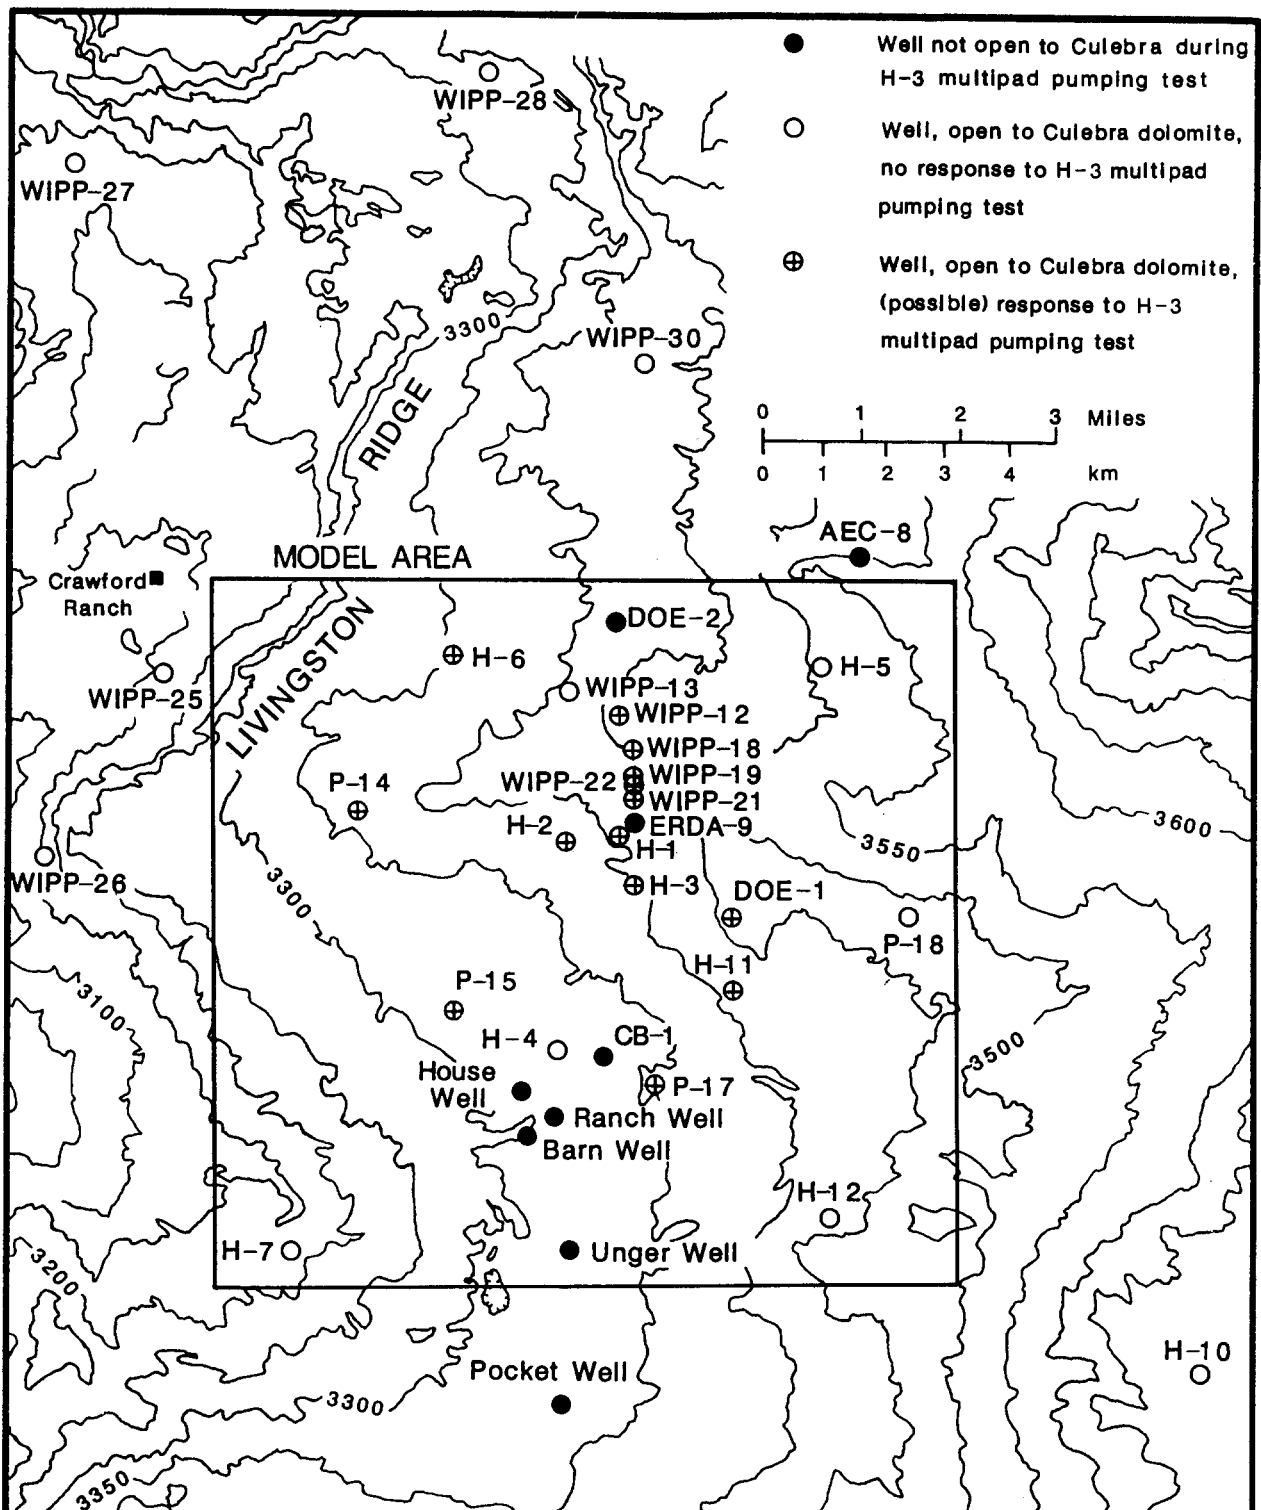 Well not open to Culebra during
H-3 multipad pumping test
Well, open to Culebra dolomite,
no response to H-3 multipad
pumping test
Well, open to Culebra dolomite,
(possible) response to H-3
multipad pumping test
0 1 2 3 Miles
0 1 2 3 4 km
WIPP-28
WIPP-27
3300
WIPP-30
RIDGE
AEC-8
MODEL AREA
Crawford
Ranch
LIVINGSTON
DOE-2
H-6
H-5
WIPP-25
WIPP-13
WIPP-12
WIPP-18
WIPP-19
WIPP-22
WIPP-21
P-14
ERDA-9
H-2
H-1
3550
3600
WIPP-26
3300
H-3
DOE-1
P-18
H-11
P-15
3100
H-4
CB-1
3500
House
Well
P-17
Ranch Well
Barn Well
H-12
H-7
Unger Well
3200
H-10
Pocket Well
3300
3350